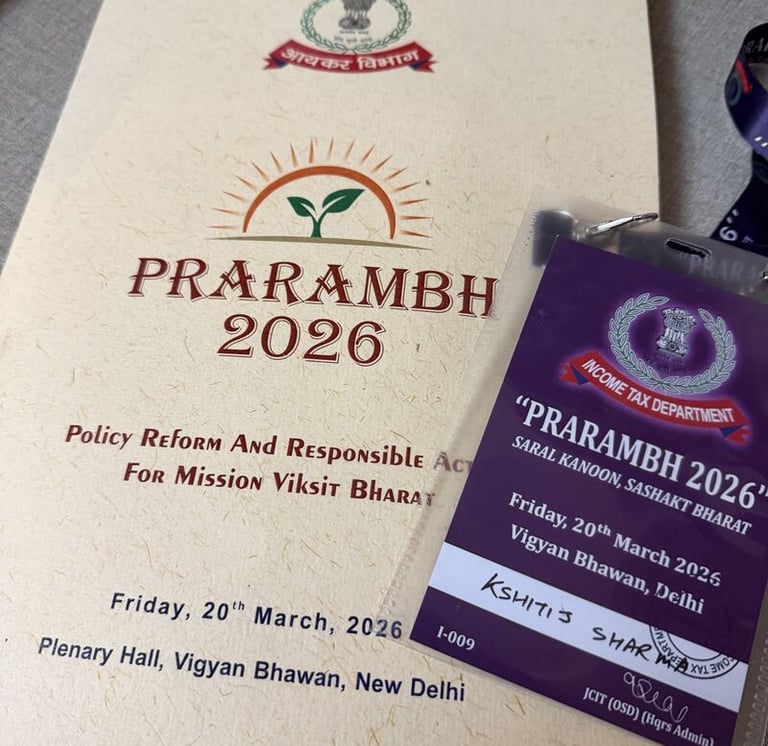 आयकर विभाग
PRARAMBH
2026
Policy Reform And Responsible Act
For Mission Viksit Bharat
Friday, 20th March, 2026
Plenary Hall, Vigyan Bhawan, New Delhi
INCOME TAX DEPARTMENT
“PRARAMBH 2026”
SARAL KANOON, SASHAKT BHARAT
Friday, 20th March 2026
Vigyan Bhawan, Delhi
KSHITIJ SHARMA
I-009
JCIT (OSD) (Hqrs Admin)